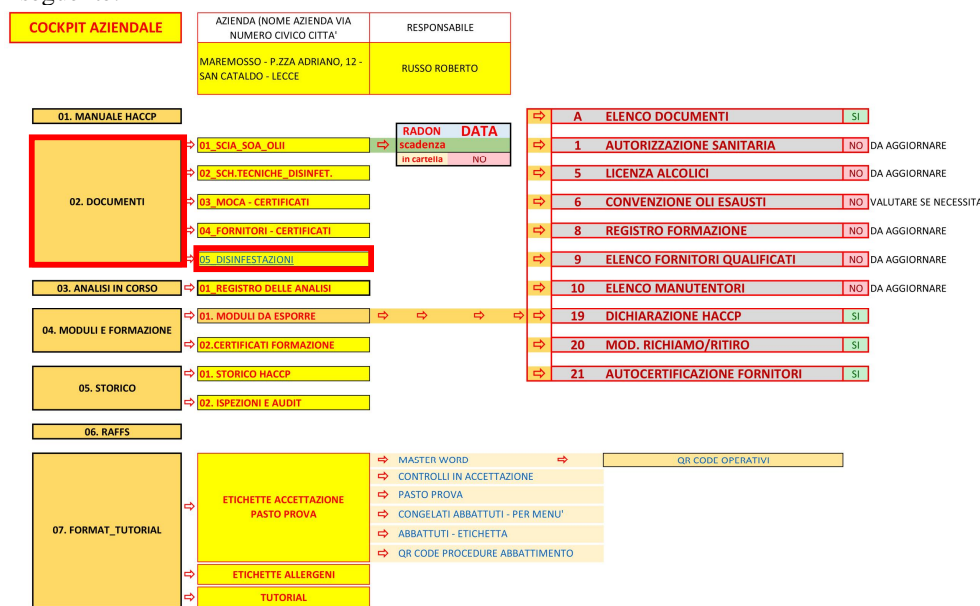 COCKPIT AZIENDALE
AZIENDA (NOME AZIENDA VIA
NUMERO CIVICO CITTA'
RESPONSABILE
MAREMOSSO - P.ZZA ADRIANO, 12 -
SAN CATALDO - LECCE
RUSSO ROBERTO
01. MANUALE HACCP
⇨ A ELENCO DOCUMENTI SI
RADON DATA
scadenza
in cartella NO
02. DOCUMENTI
⇨ 01_SCIA_SOA_OLII ⇨
⇨ 1 AUTORIZZAZIONE SANITARIA NO DA AGGIORNARE
⇨ 02_SCH.TECNICHE_DISINFET.
⇨ 5 LICENZA ALCOLICI NO DA AGGIORNARE
⇨ 03_MOCA - CERTIFICATI
⇨ 6 CONVENZIONE OLI ESAUSTI NO VALUTARE SE NECESSITA
⇨ 04_FORNITORI - CERTIFICATI
⇨ 8 REGISTRO FORMAZIONE NO DA AGGIORNARE
⇨ 05_DISINFESTAZIONI
⇨ 9 ELENCO FORNITORI QUALIFICATI NO DA AGGIORNARE
03. ANALISI IN CORSO ⇨ 01_REGISTRO DELLE ANALISI
⇨ 10 ELENCO MANUTENTORI NO DA AGGIORNARE
04. MODULI E FORMAZIONE
⇨ 01. MODULI DA ESPORRE ⇨ ⇨ ⇨ ⇨
⇨ 19 DICHIARAZIONE HACCP SI
⇨ 02.CERTIFICATI FORMAZIONE
⇨ 20 MOD. RICHIAMO/RITIRO SI
05. STORICO
⇨ 01. STORICO HACCP
⇨ 21 AUTOCERTIFICAZIONE FORNITORI SI
⇨ 02. ISPEZIONI E AUDIT
06. RAFFS
07. FORMAT_TUTORIAL
⇨ ETICHETTE ACCETTAZIONE
PASTO PROVA
⇨ MASTER WORD ⇨ QR CODE OPERATIVI
⇨ CONTROLLI IN ACCETTAZIONE
⇨ PASTO PROVA
⇨ CONGELATI ABBATTUTI - PER MENU'
⇨ ABBATTUTI - ETICHETTA
⇨ QR CODE PROCEDURE ABBATTIMENTO
⇨ ETICHETTE ALLERGENI
⇨ TUTORIAL